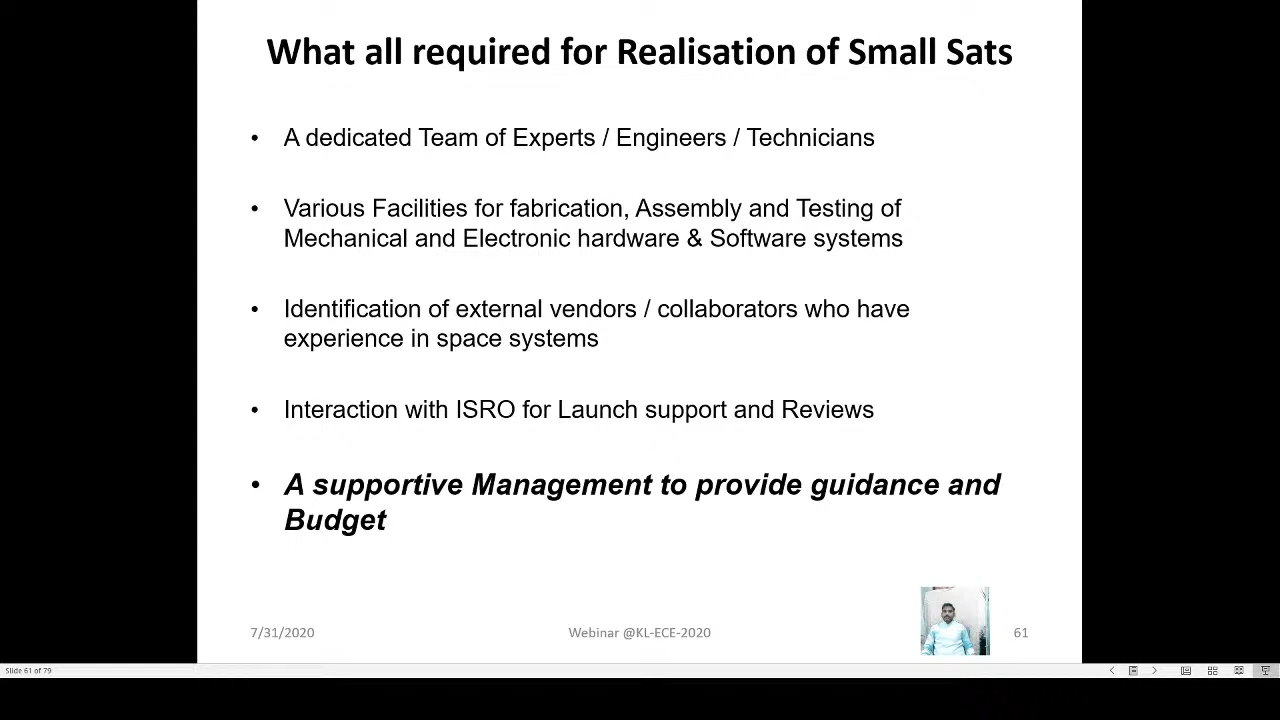 What all required for Realisation of Small Sats
• A dedicated Team of Experts / Engineers / Technicians
• Various Facilities for fabrication, Assembly and Testing of
Mechanical and Electronic hardware & Software systems
• Identification of external vendors / collaborators who have
experience in space systems
• Interaction with ISRO for Launch support and Reviews
• A supportive Management to provide guidance and
Budget
7/31/2020
Webinar @KL-ECE-2020
61
Slide 61 of 79